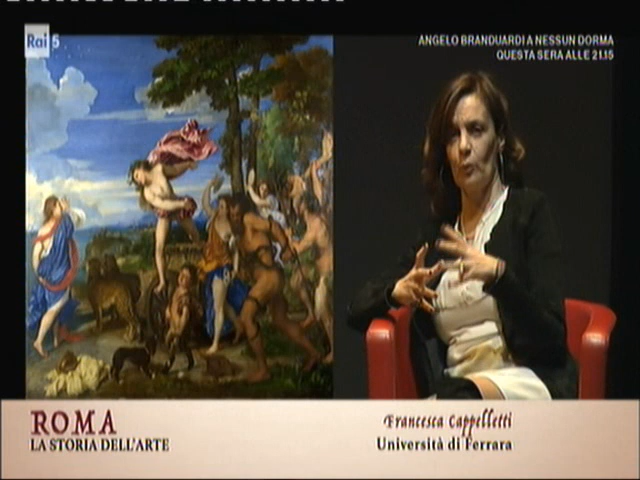 Rai 5
ANGELO BRANDUARDI A NESSUN DORMA
QUESTA SERA ALLE 21.15
ROMA
LA STORIA DELL'ARTE
Francesca Cappelletti
Università di Ferrara